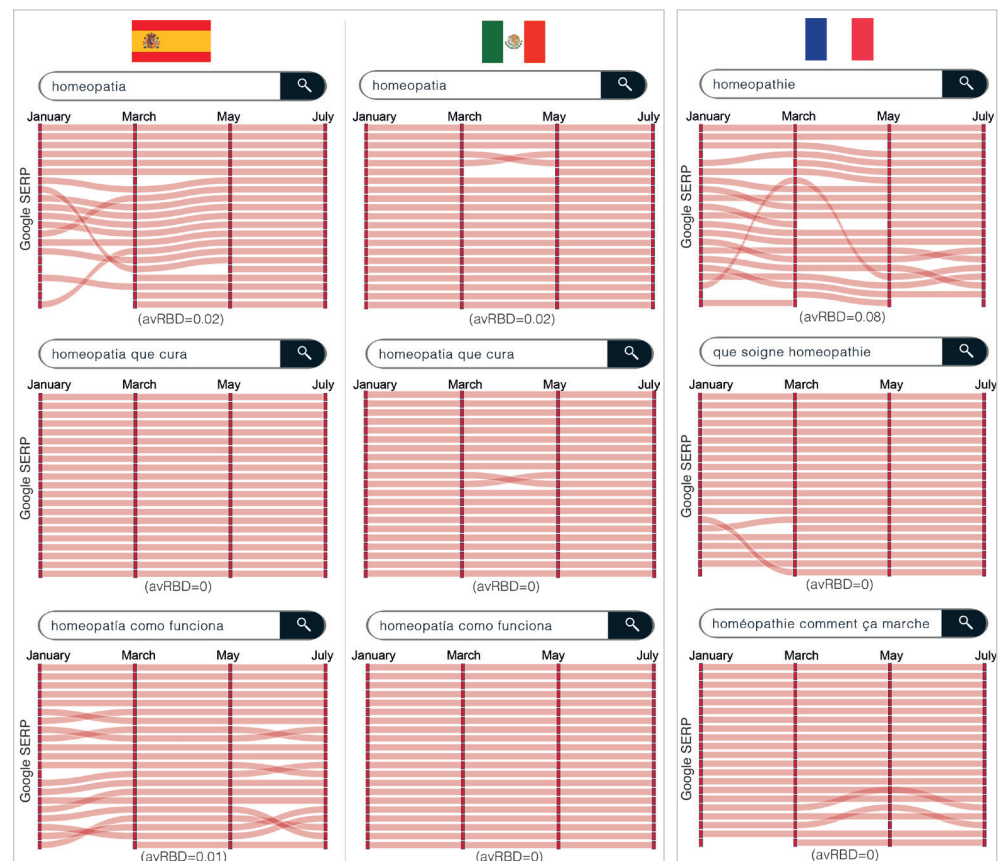 homeopatia
January March May July
Google SERP
(avRBD=0.02)
homeopatia
January March May July
(avRBD=0.02)
homeopathie
January March May July
Google SERP
(avRBD=0.08)
homeopatia que cura
January March May July
Google SERP
(avRBD=0)
homeopatia que cura
January March May July
(avRBD=0)
que soigne homeopathie
January March May July
Google SERP
(avRBD=0)
homeopatía como funciona
January March May July
Google SERP
(avRBD=0.01)
homeopatía como funciona
January March May July
(avRBD=0)
homéopathie comment ça marche
January March May July
Google SERP
(avRBD=0)